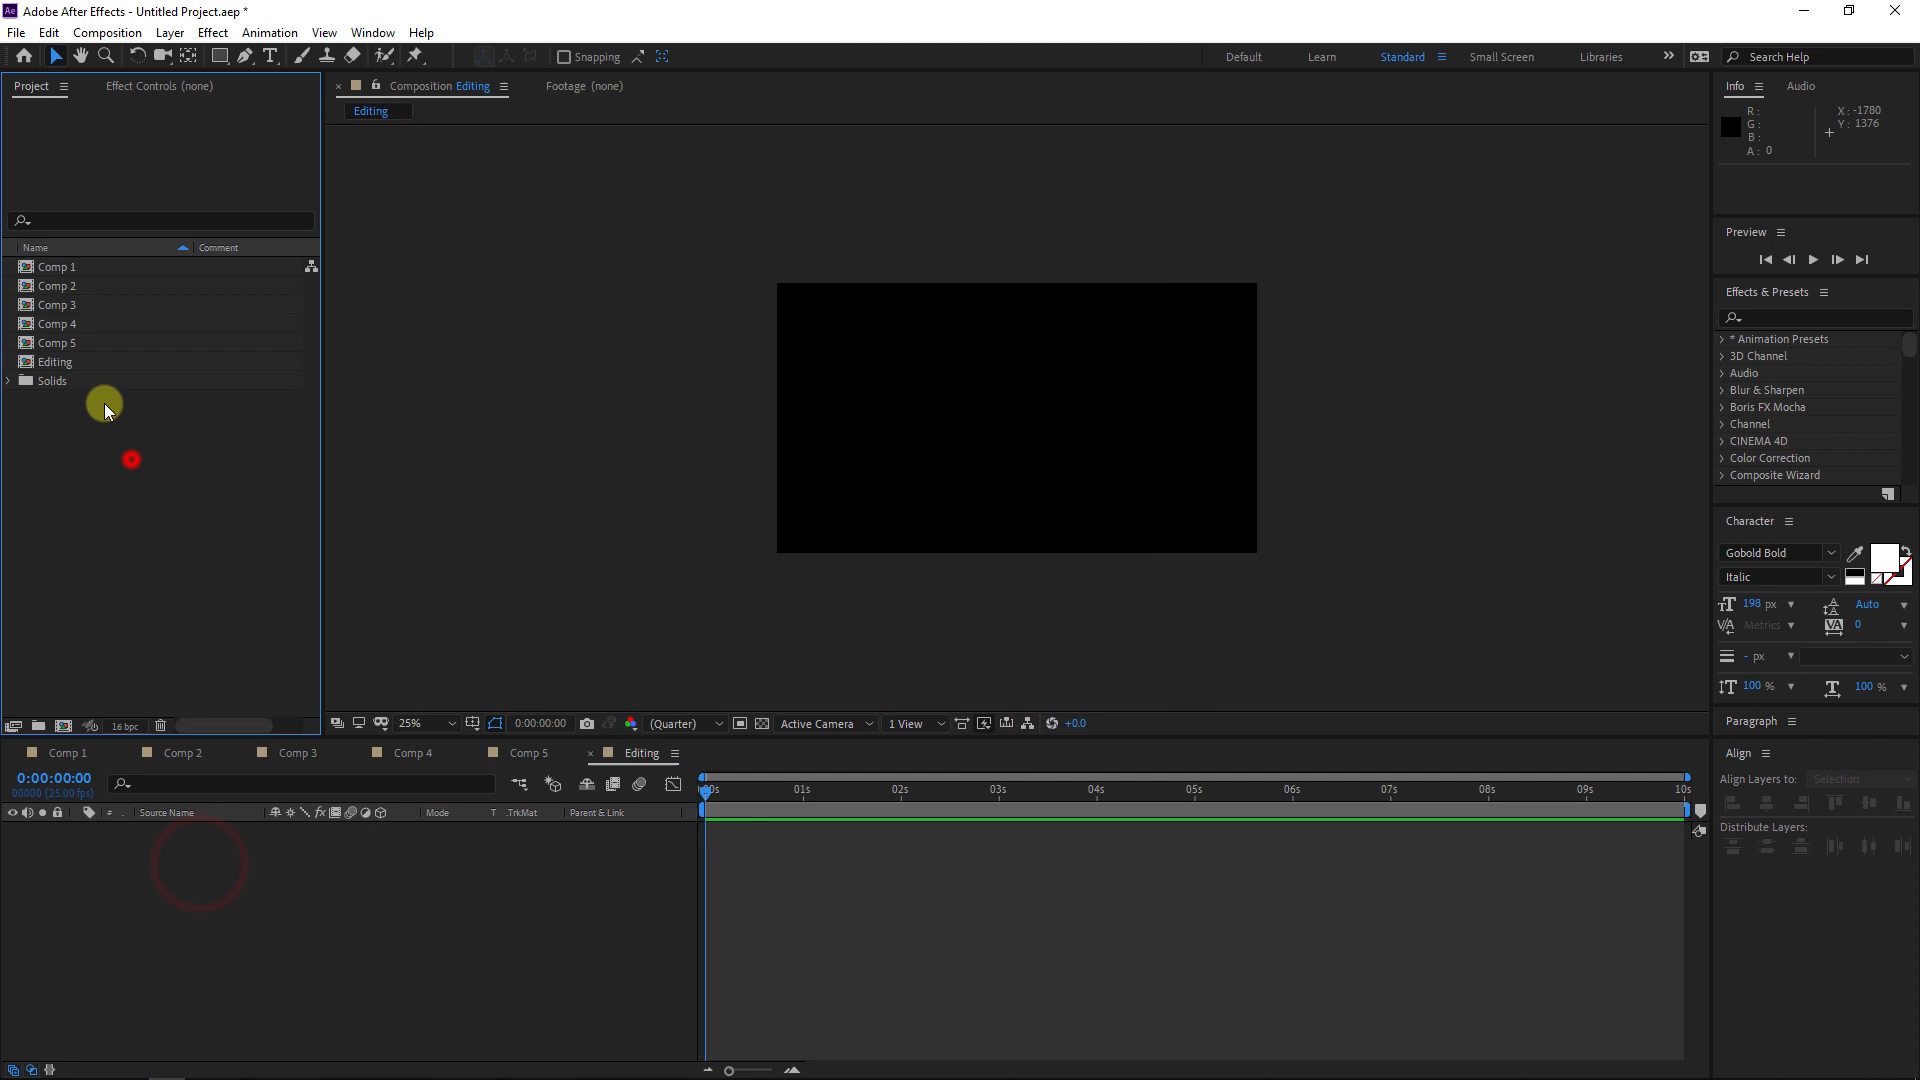 Ae Adobe After Effects - Untitled Project.aep *
File Edit Composition Layer Effect Animation View Window Help
Snapping Default Learn Standard Small Screen Libraries Search Help
Project Effect Controls (none) Composition Editing Footage (none) Info Audio
Editing
R: X: -1780
G: Y: 1376
B:
A: 0
Preview
Name Comment
Comp 1
Comp 2
Comp 3
Comp 4
Comp 5
Editing
Solids
Effects & Presets
* Animation Presets
3D Channel
Audio
Blur & Sharpen
Boris FX Mocha
Channel
CINEMA 4D
Color Correction
Composite Wizard
Character
Gobold Bold
Italic
198 px Auto
Metrics 0
- px
100 % 100 %
Paragraph
16 bpc 25% 0:00:00:00 (Quarter) Active Camera 1 View +0.0
Comp 1 Comp 2 Comp 3 Comp 4 Comp 5 Editing
Align
Align Layers to: Selection
Distribute Layers:
0:00:00:00
00000 (25.00 fps)
:00s 01s 02s 03s 04s 05s 06s 07s 08s 09s 10s
# . Source Name Mode T .TrkMat Parent & Link